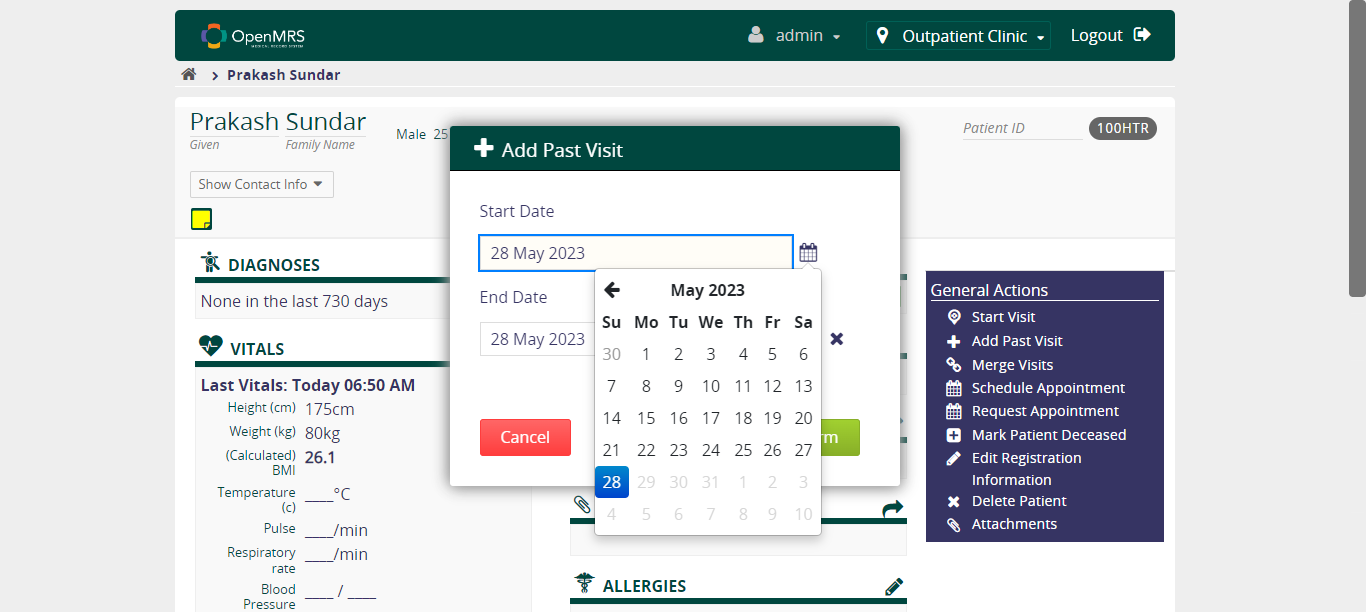 OpenMRS
MEDICAL RECORD SYSTEM
admin
Outpatient Clinic
Logout
Prakash Sundar
Prakash Sundar
Given
Family Name
Male 25
Patient ID
100HTR
Show Contact Info
Add Past Visit
Start Date
28 May 2023
End Date
28 May 2023
Cancel
May 2023
Su Mo Tu We Th Fr Sa
30 1 2 3 4 5 6
7 8 9 10 11 12 13
14 15 16 17 18 19 20
21 22 23 24 25 26 27
28 29 30 31 1 2 3
4 5 6 7 8 9 10
DIAGNOSES
None in the last 730 days
VITALS
Last Vitals: Today 06:50 AM
Height (cm) 175cm
Weight (kg) 80kg
(Calculated) BMI 26.1
Temperature (c) ____°C
Pulse ____/min
Respiratory rate ____/min
Blood Pressure ____ / ____
ALLERGIES
General Actions
Start Visit
Add Past Visit
Merge Visits
Schedule Appointment
Request Appointment
Mark Patient Deceased
Edit Registration
Information
Delete Patient
Attachments